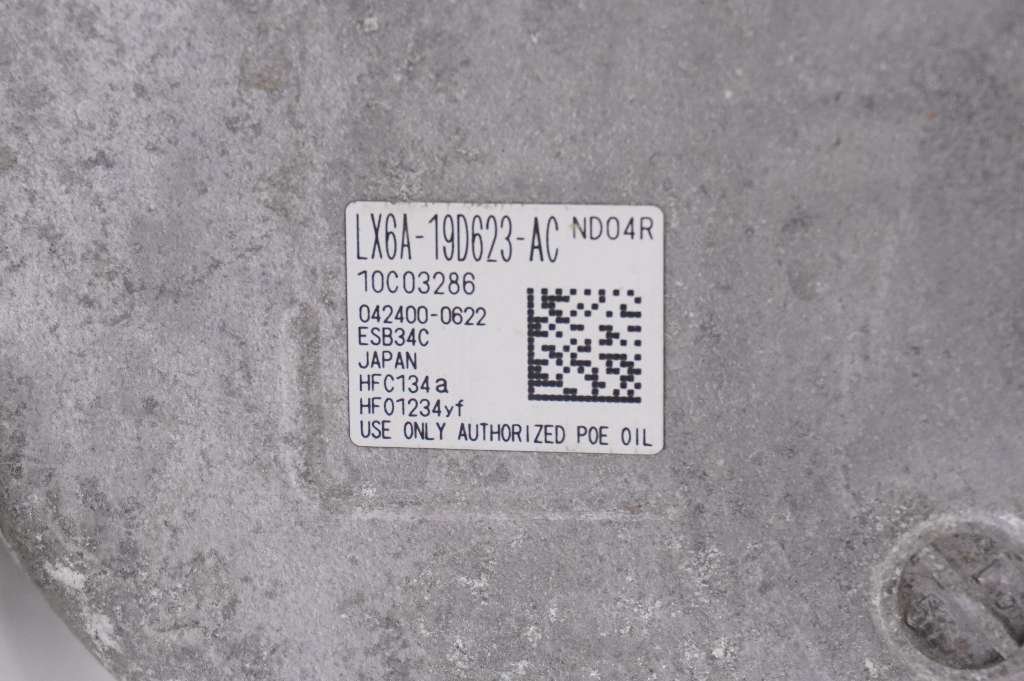 LX6A-19D623-AC ND04R
10C03286
042400-0622
ESB34C
JAPAN
HFC134a
HFO1234yf
USE ONLY AUTHORIZED POE OIL